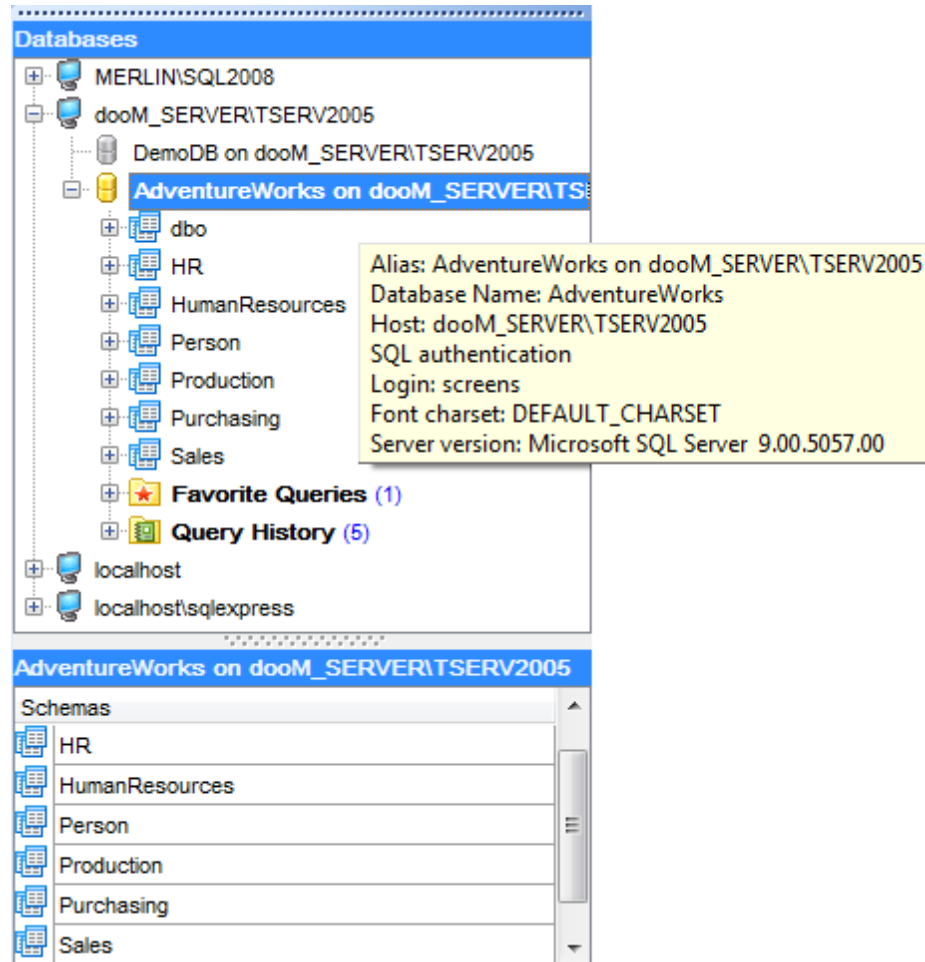 Databases
MERLIN\SQL2008
dooM_SERVER\TSERV2005
DemoDB on dooM_SERVER\TSERV2005
AdventureWorks on dooM_SERVER\TS
dbo
HR
HumanResources
Person
Production
Purchasing
Sales
Favorite Queries (1)
Query History (5)
localhost
localhost\sqlexpress
Alias: AdventureWorks on dooM_SERVER\TSERV2005
Database Name: AdventureWorks
Host: dooM_SERVER\TSERV2005
SQL authentication
Login: screens
Font charset: DEFAULT_CHARSET
Server version: Microsoft SQL Server 9.00.5057.00
AdventureWorks on dooM_SERVER\TSERV2005
Schemas
HR
HumanResources
Person
Production
Purchasing
Sales